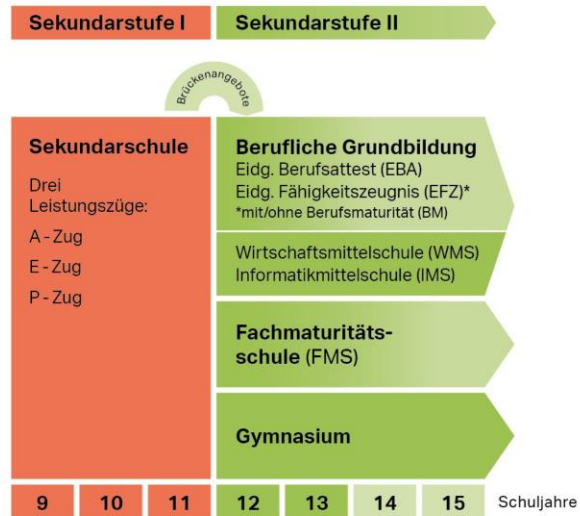 Sekundarstufe I
Sekundarstufe II
Brückenangebote
Sekundarschule
Drei
Leistungszüge:
A - Zug
E - Zug
P - Zug
Berufliche Grundbildung
Eidg. Berufsattest (EBA)
Eidg. Fähigkeitszeugnis (EFZ)*
*mit/ohne Berufsmaturität (BM)
Wirtschaftsmittelschule (WMS)
Informatikmittelschule (IMS)
Fachmaturitäts-
schule (FMS)
Gymnasium
9 10 11 12 13 14 15 Schuljahre